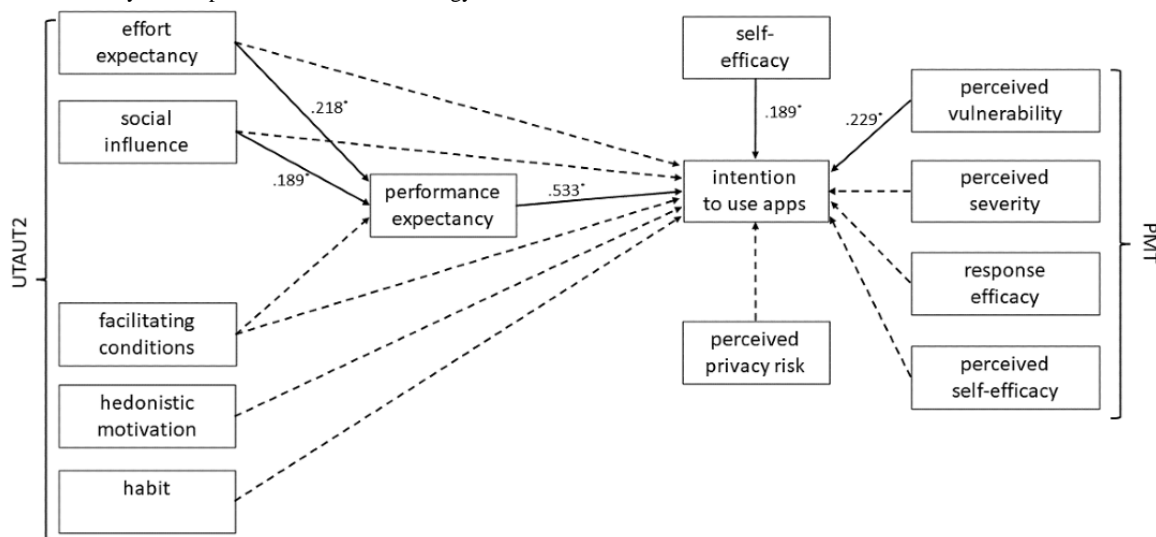 effort
expectancy
social
influence
.218*
.189*
performance
expectancy
.533*
facilitating
conditions
hedonistic
motivation
habit
UTAUT2
self-
efficacy
.189*
.229*
intention
to use apps
perceived
privacy risk
perceived
vulnerability
perceived
severity
response
efficacy
perceived
self-efficacy
PMT